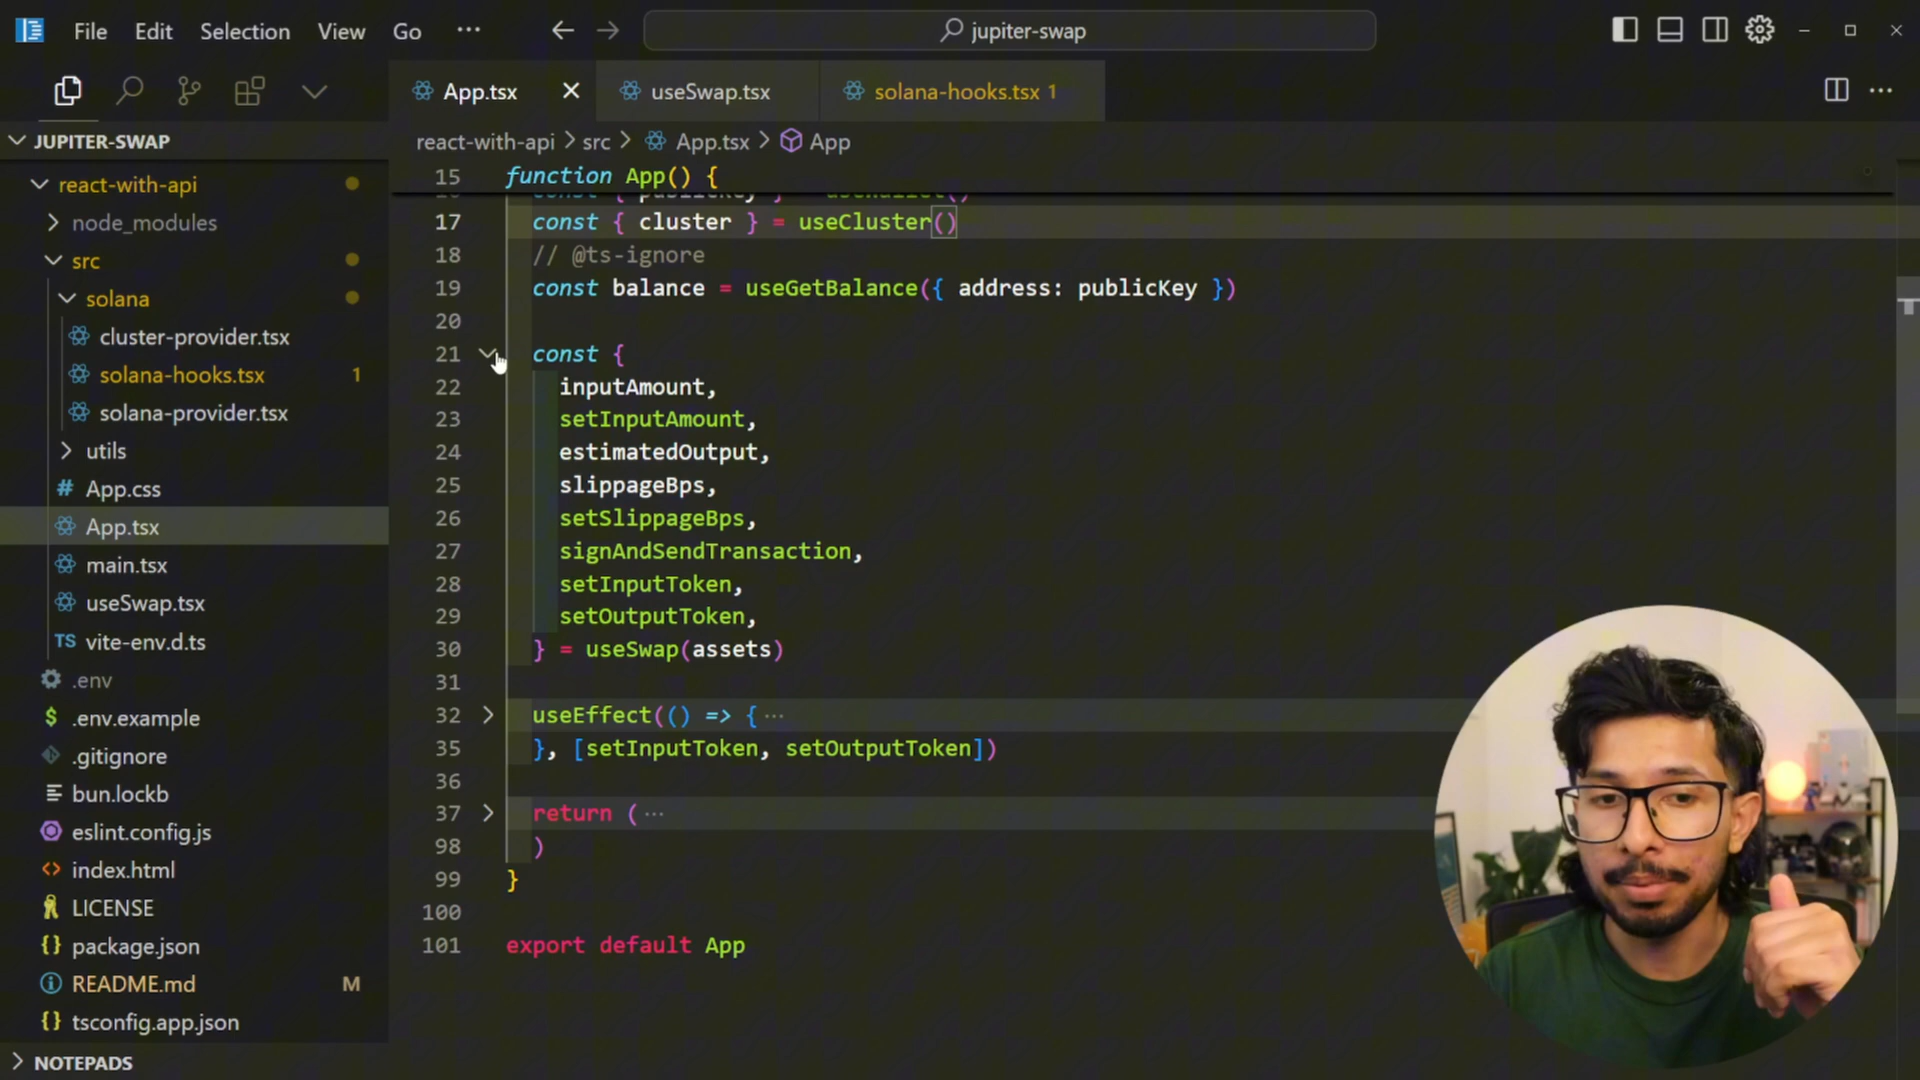 File Edit Selection View Go ···
jupiter-swap
App.tsx useSwap.tsx solana-hooks.tsx 1
JUPITER-SWAP
react-with-api
node_modules
src
solana
cluster-provider.tsx
solana-hooks.tsx 1
solana-provider.tsx
utils
# App.css
App.tsx
main.tsx
useSwap.tsx
TS vite-env.d.ts
.env
$ .env.example
.gitignore
bun.lockb
eslint.config.js
<> index.html
LICENSE
{} package.json
README.md M
{} tsconfig.app.json
NOTEPADS
react-with-api > src > App.tsx > App
15 function App() {
17 const { cluster } = useCluster()
18 // @ts-ignore
19 const balance = useGetBalance({ address: publicKey })
20
21 const {
22 inputAmount,
23 setInputAmount,
24 estimatedOutput,
25 slippageBps,
26 setSlippageBps,
27 signAndSendTransaction,
28 setInputToken,
29 setOutputToken,
30 } = useSwap(assets)
31
32 useEffect(() => { ···
35 }, [setInputToken, setOutputToken])
36
37 return ( ···
98 )
99 }
100
101 export default App